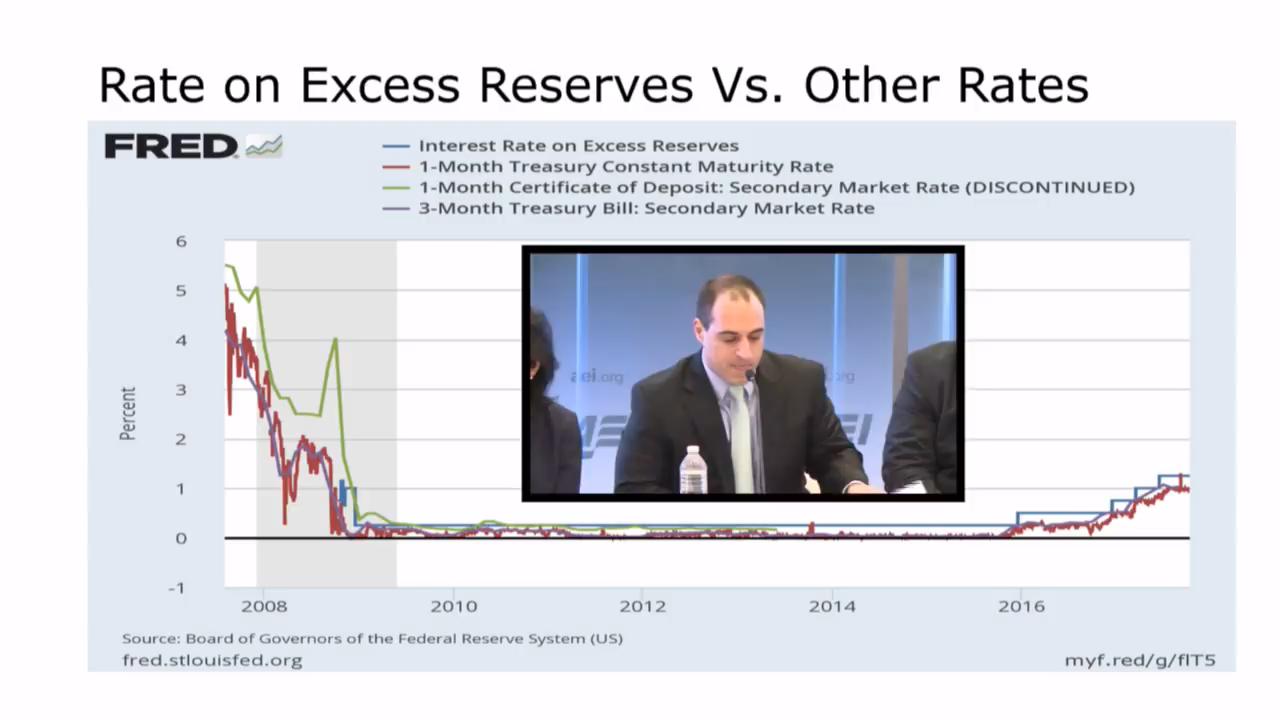 Rate on Excess Reserves Vs. Other Rates
FRED
Interest Rate on Excess Reserves
1-Month Treasury Constant Maturity Rate
1-Month Certificate of Deposit: Secondary Market Rate (DISCONTINUED)
3-Month Treasury Bill: Secondary Market Rate
6
5
4
3
2
1
0
-1
Percent
aei.org
2008
2010
2012
2014
2016
Source: Board of Governors of the Federal Reserve System (US)
fred.stlouisfed.org
myf.red/g/flT5